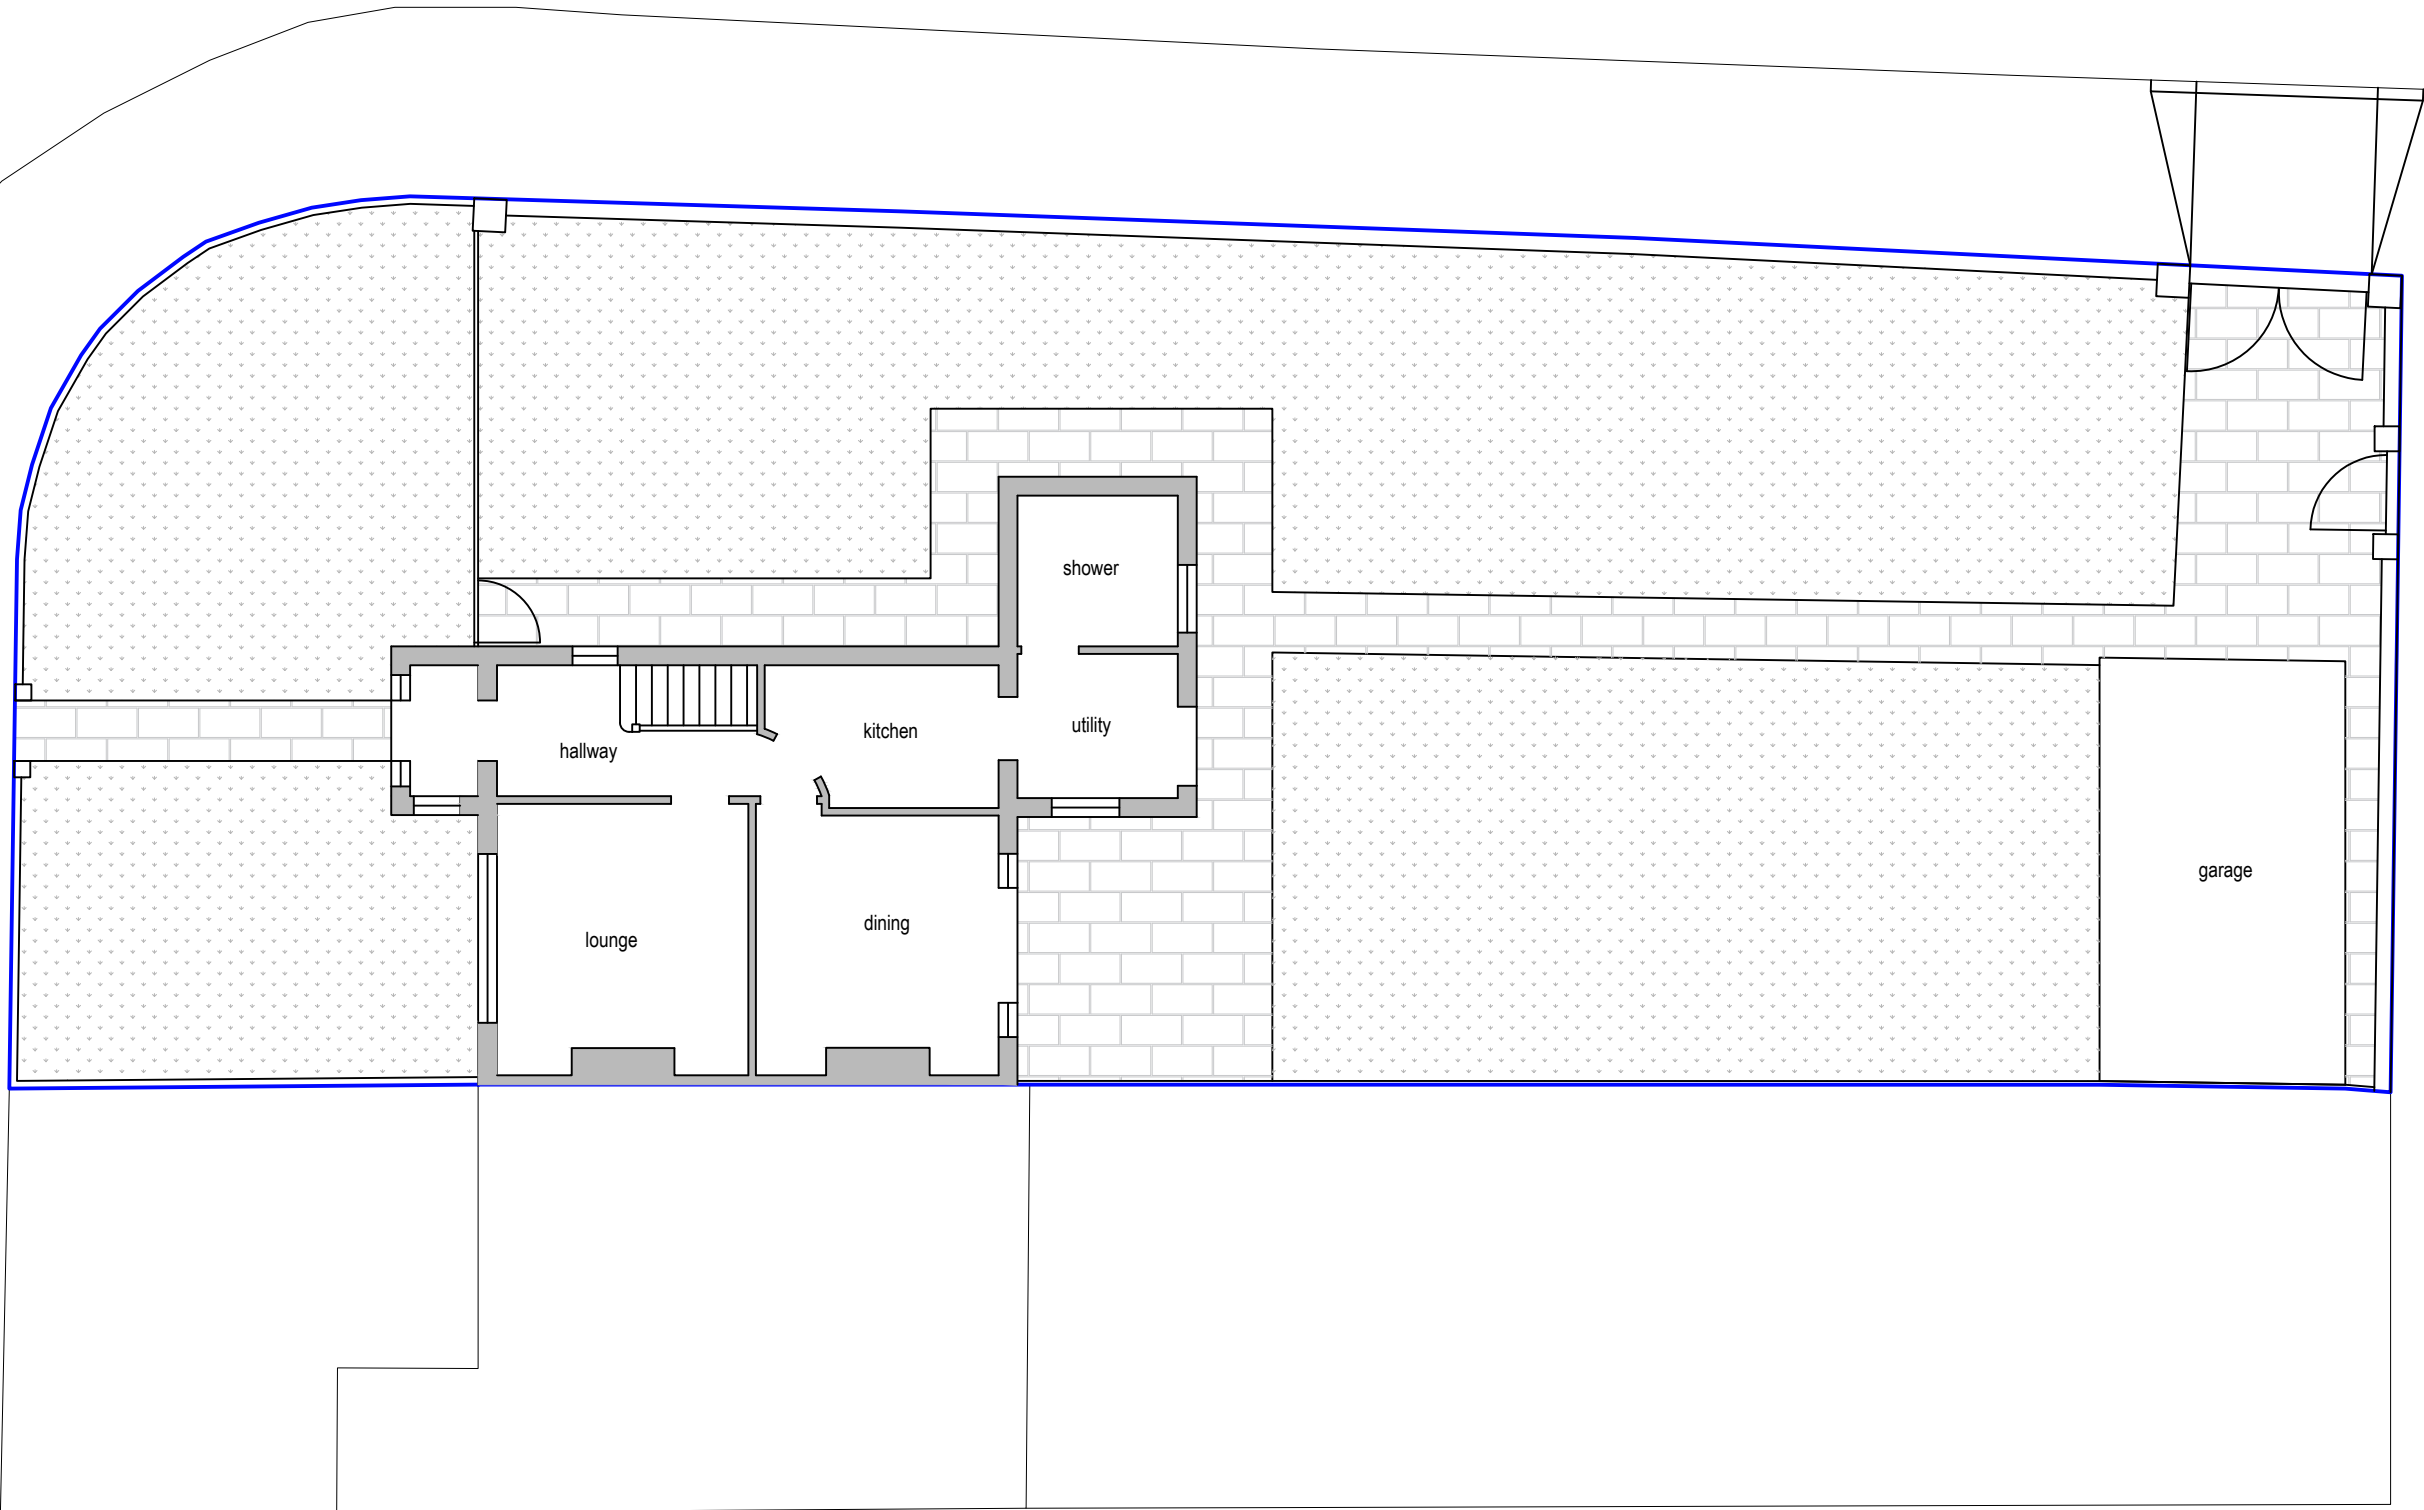 shower
utility
kitchen
hallway
garage
dining
lounge